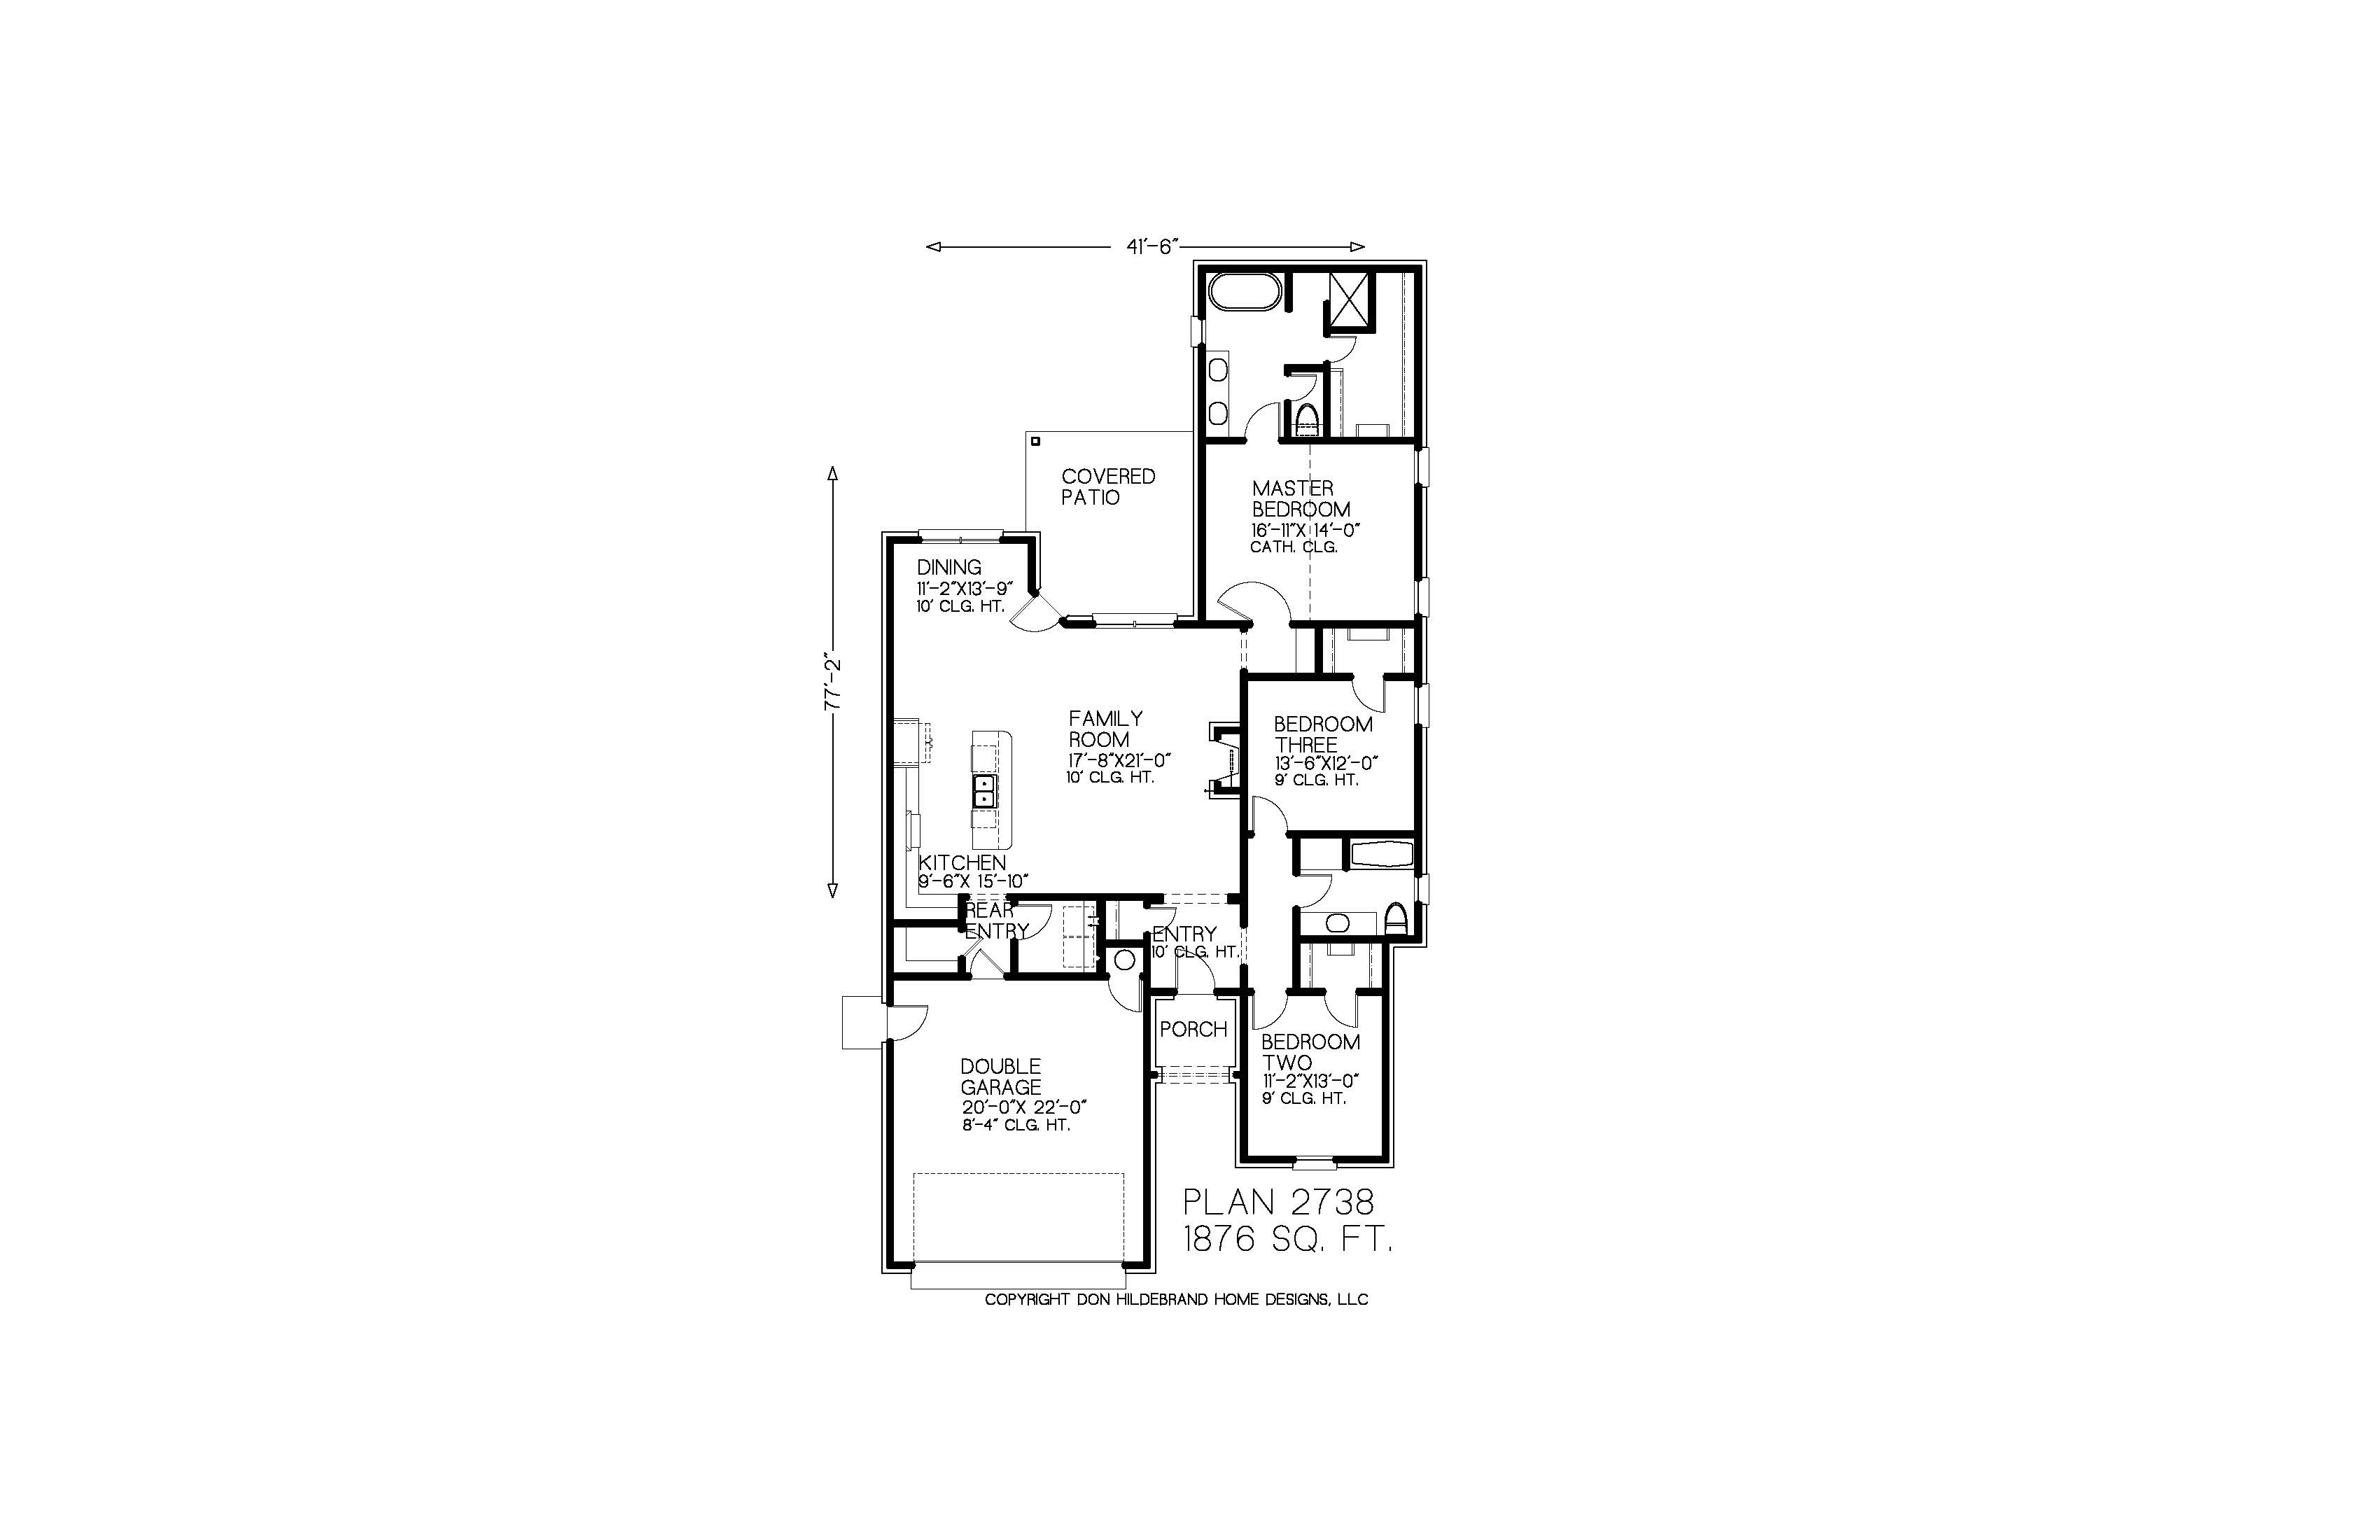 41'-6"
COVERED
PATIO
MASTER
BEDROOM
16'-11"X 14'-0"
CATH. CLG.
DINING
11'-2"X13'-9"
10' CLG. HT.
77'-2"
FAMILY
ROOM
17'-8"X21'-0"
10' CLG. HT.
BEDROOM
THREE
13'-6"X12'-0"
9' CLG. HT.
KITCHEN
9'-6"X 15'-10"
REAR
ENTRY
ENTRY
10' CLG. HT.
PORCH
BEDROOM
TWO
11'-2"X13'-0"
9' CLG. HT.
DOUBLE
GARAGE
20'-0"X 22'-0"
8'-4" CLG. HT.
PLAN 2738
1876 SQ. FT.
COPYRIGHT DON HILDEBRAND HOME DESIGNS, LLC